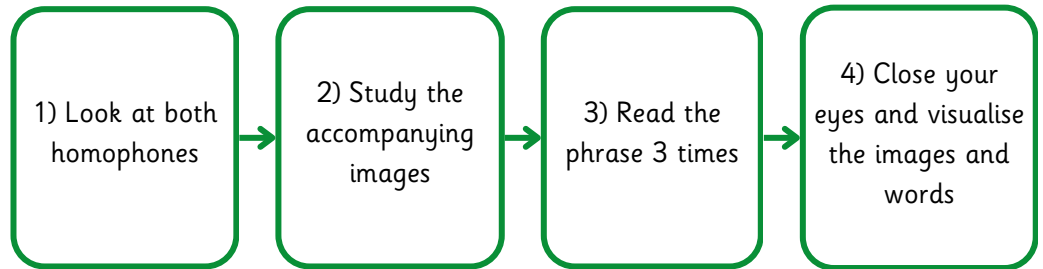 1) Look at both
homophones
2) Study the
accompanying
images
3) Read the
phrase 3 times
4) Close your
eyes and visualise
the images and
words